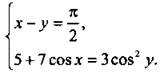 x − y = π/2,
5 + 7 cos x = 3 cos² y.